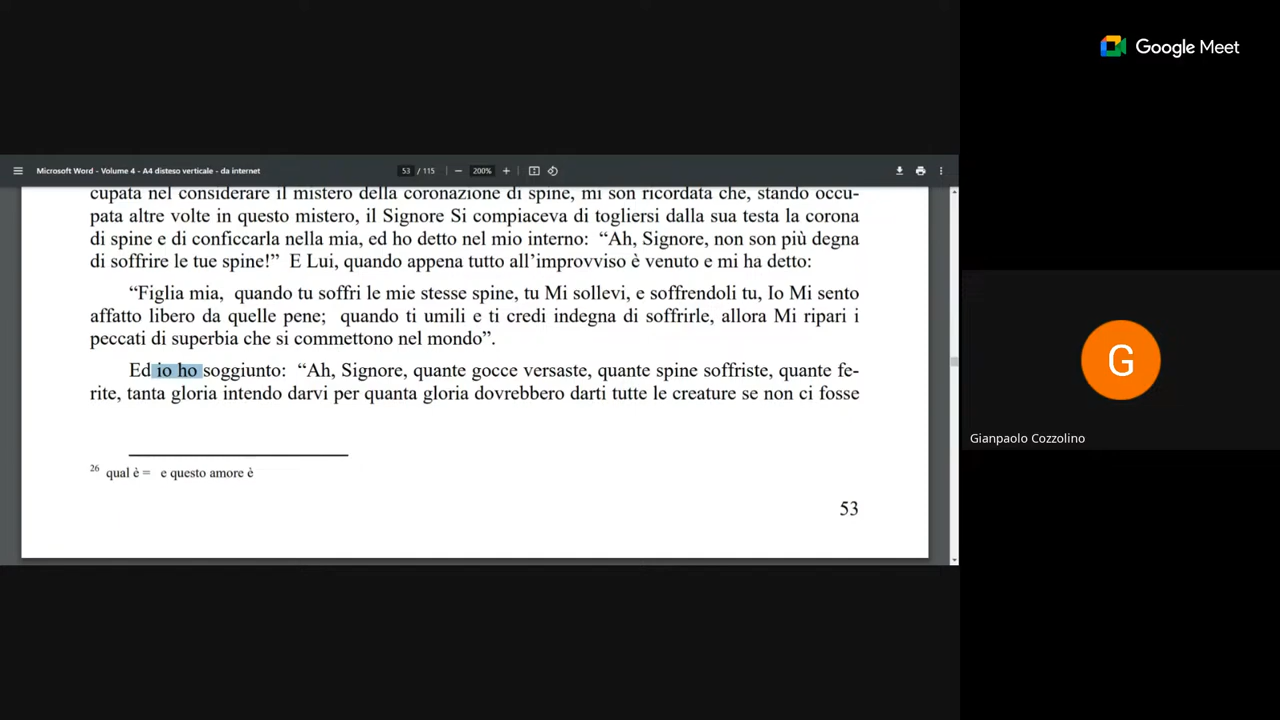 Google Meet
Microsoft Word - Volume 4 - A4 disteso verticale - da internet
53 / 115
200%
cupata nel considerare il mistero della coronazione di spine, mi son ricordata che, stando occu-
pata altre volte in questo mistero, il Signore Si compiaceva di togliersi dalla sua testa la corona
di spine e di conficcarla nella mia, ed ho detto nel mio interno: “Ah, Signore, non son più degna
di soffrire le tue spine!” E Lui, quando appena tutto all’improvviso è venuto e mi ha detto:
“Figlia mia, quando tu soffri le mie stesse spine, tu Mi sollevi, e soffrendoli tu, Io Mi sento
affatto libero da quelle pene; quando ti umili e ti credi indegna di soffrirle, allora Mi ripari i
peccati di superbia che si commettono nel mondo”.
Ed io ho soggiunto: “Ah, Signore, quante gocce versaste, quante spine soffriste, quante fe-
rite, tanta gloria intendo darvi per quanta gloria dovrebbero darti tutte le creature se non ci fosse
26 qual è = e questo amore è
53
G
Gianpaolo Cozzolino